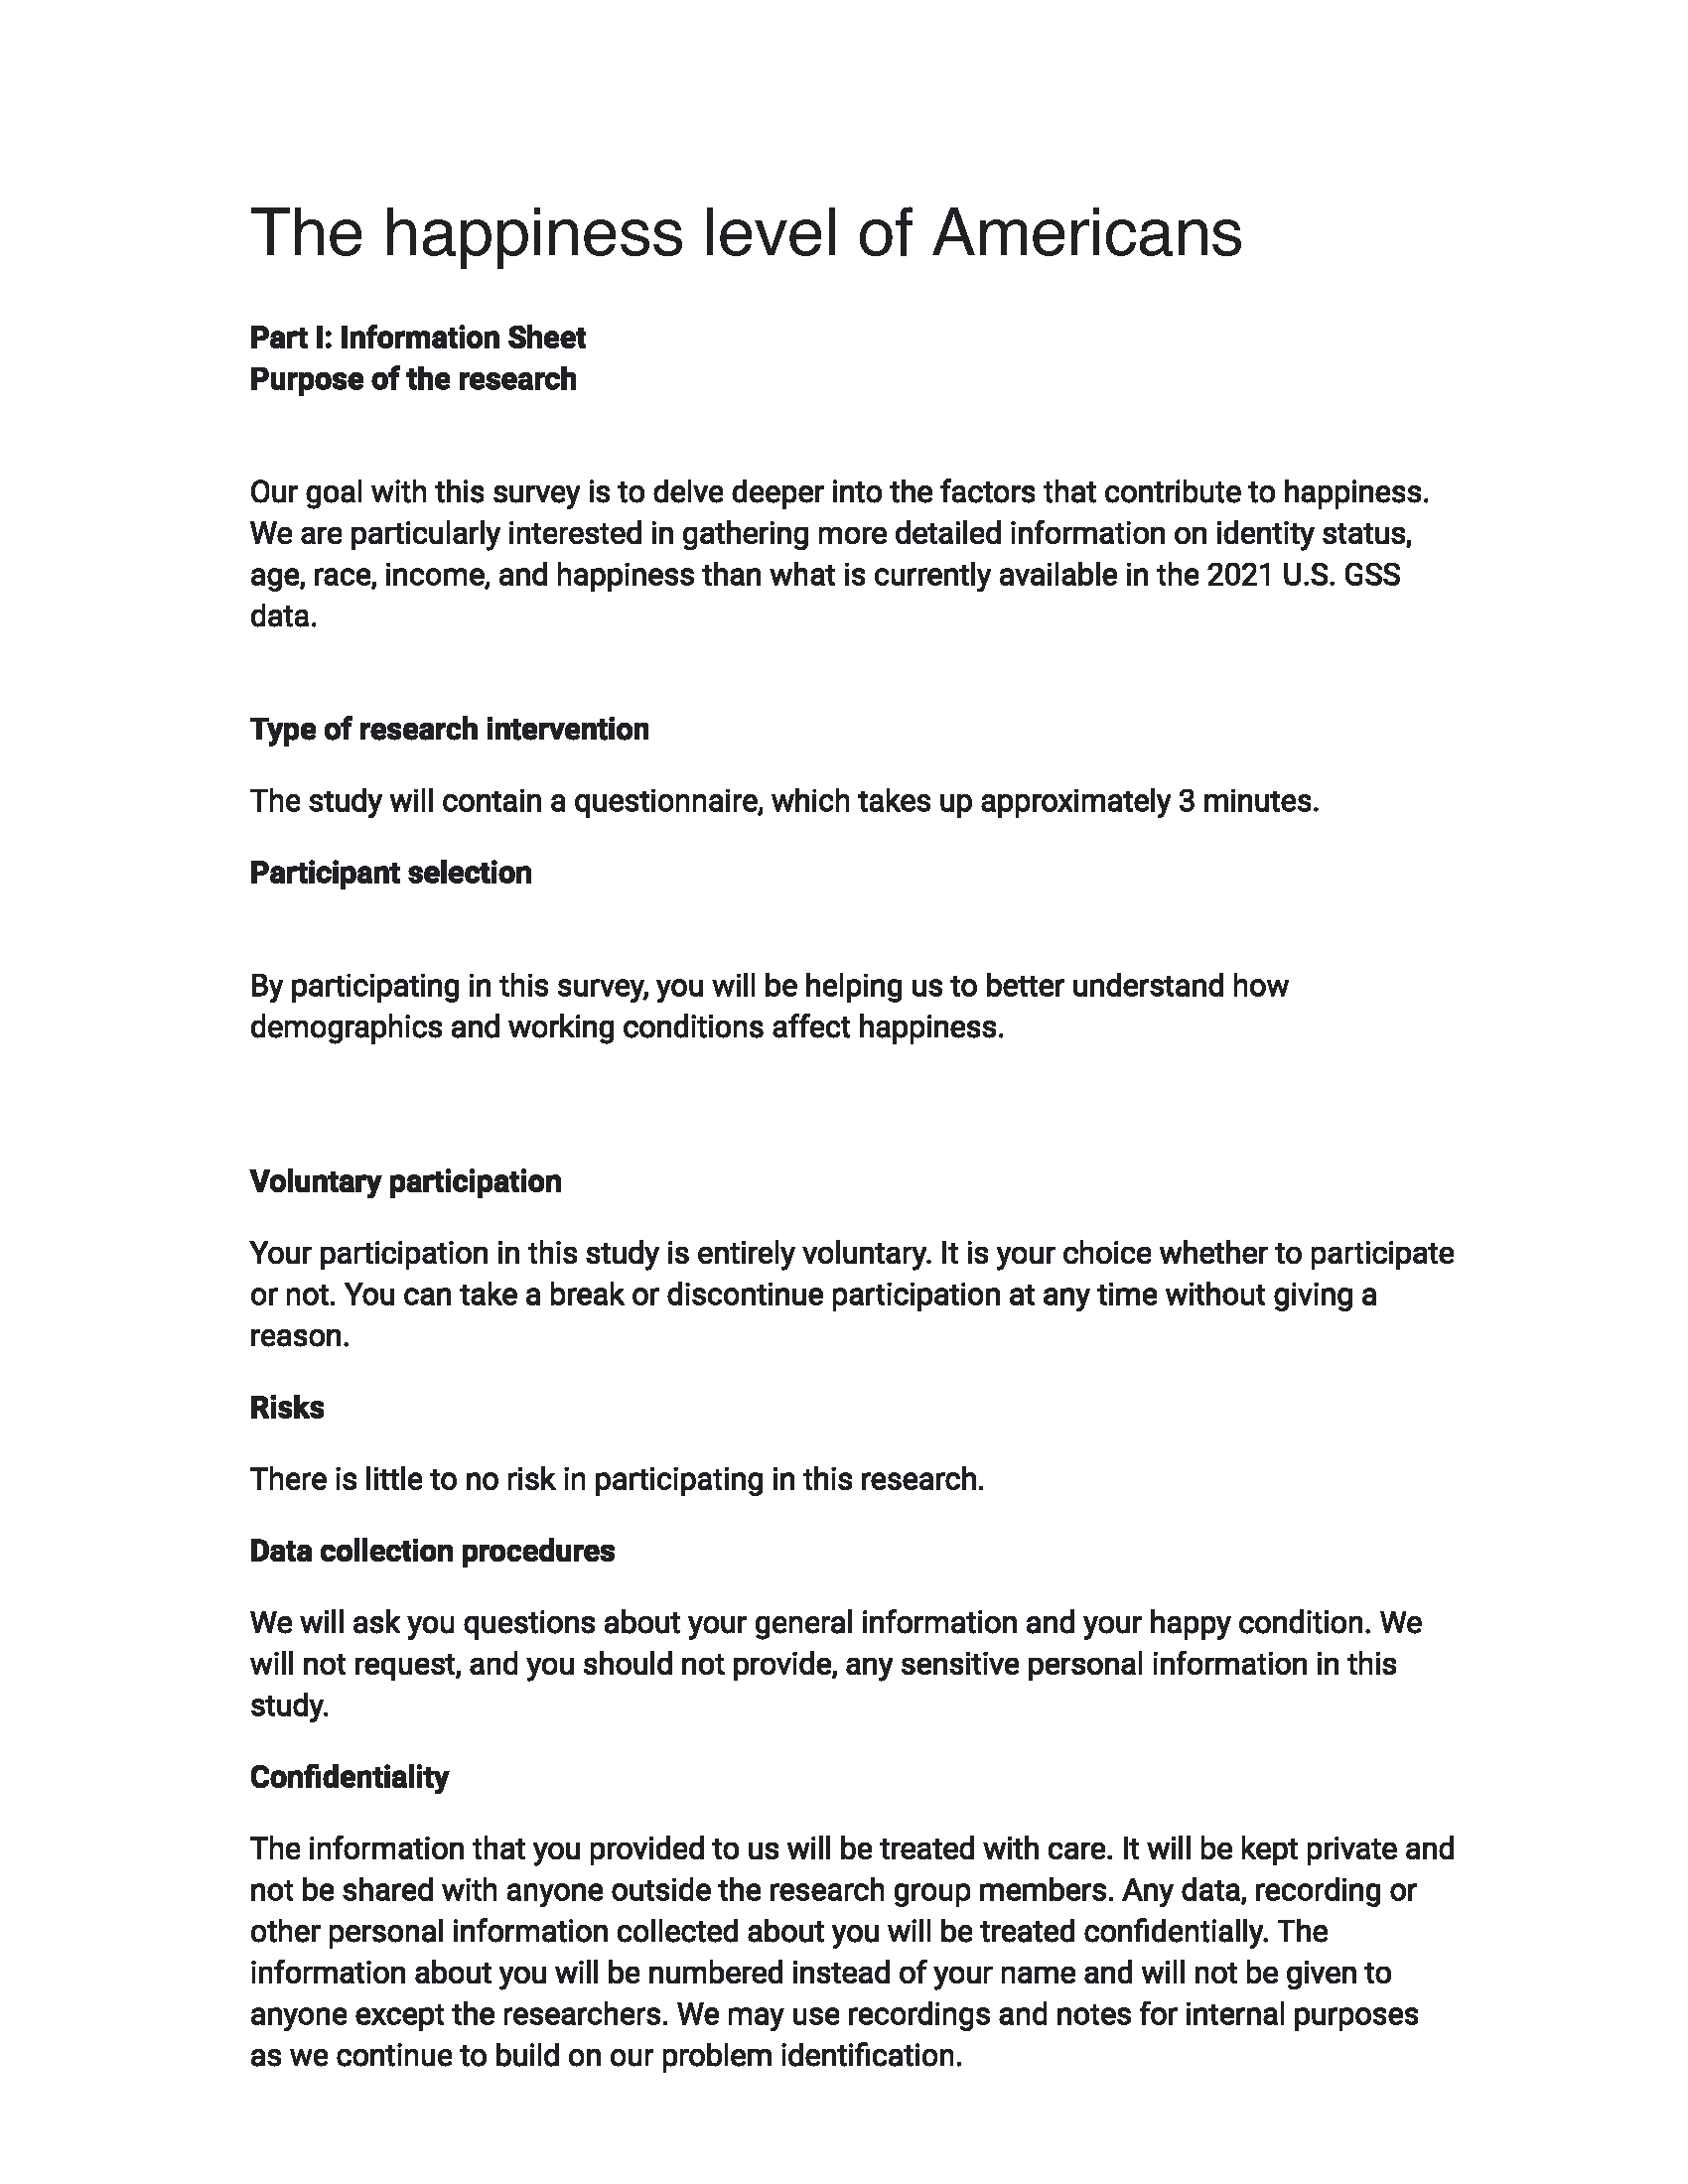 The happiness level of Americans
Part I: Information Sheet
Purpose of the research
Our goal with this survey is to delve deeper into the factors that contribute to happiness.
We are particularly interested in gathering more detailed information on identity status,
age, race, income, and happiness than what is currently available in the 2021 U.S. GSS
data.
Type of research intervention
The study will contain a questionnaire, which takes up approximately 3 minutes.
Participant selection
By participating in this survey, you will be helping us to better understand how
demographics and working conditions affect happiness.
Voluntary participation
Your participation in this study is entirely voluntary. It is your choice whether to participate
or not. You can take a break or discontinue participation at any time without giving a
reason.
Risks
There is little to no risk in participating in this research.
Data collection procedures
We will ask you questions about your general information and your happy condition. We
will not request, and you should not provide, any sensitive personal information in this
study.
Confidentiality
The information that you provided to us will be treated with care. It will be kept private and
not be shared with anyone outside the research group members. Any data, recording or
other personal information collected about you will be treated confidentially. The
information about you will be numbered instead of your name and will not be given to
anyone except the researchers. We may use recordings and notes for internal purposes
as we continue to build on our problem identification.